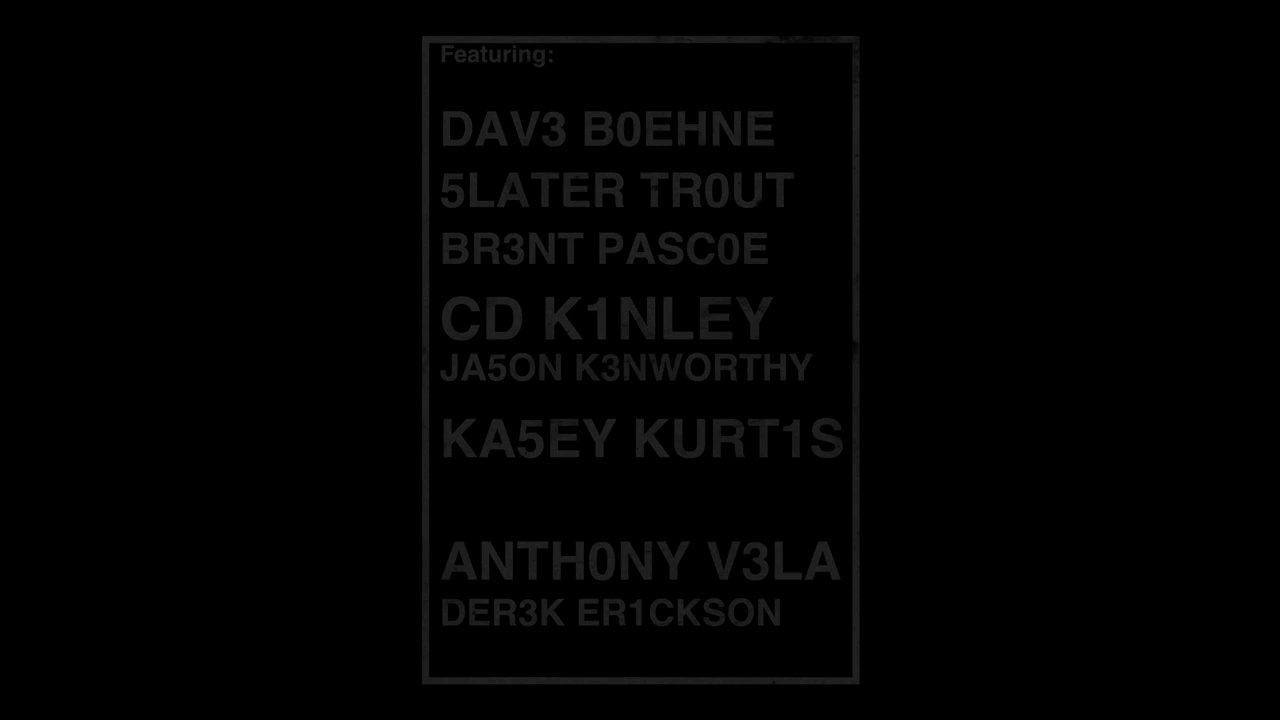 Featuring:
DAV3 B0EHNE
5LATER TR0UT
BR3NT PASC0E
CD K1NLEY
JA5ON K3NWORTHY
KA5EY KURT1S
ANTH0NY V3LA
DER3K ER1CKSON